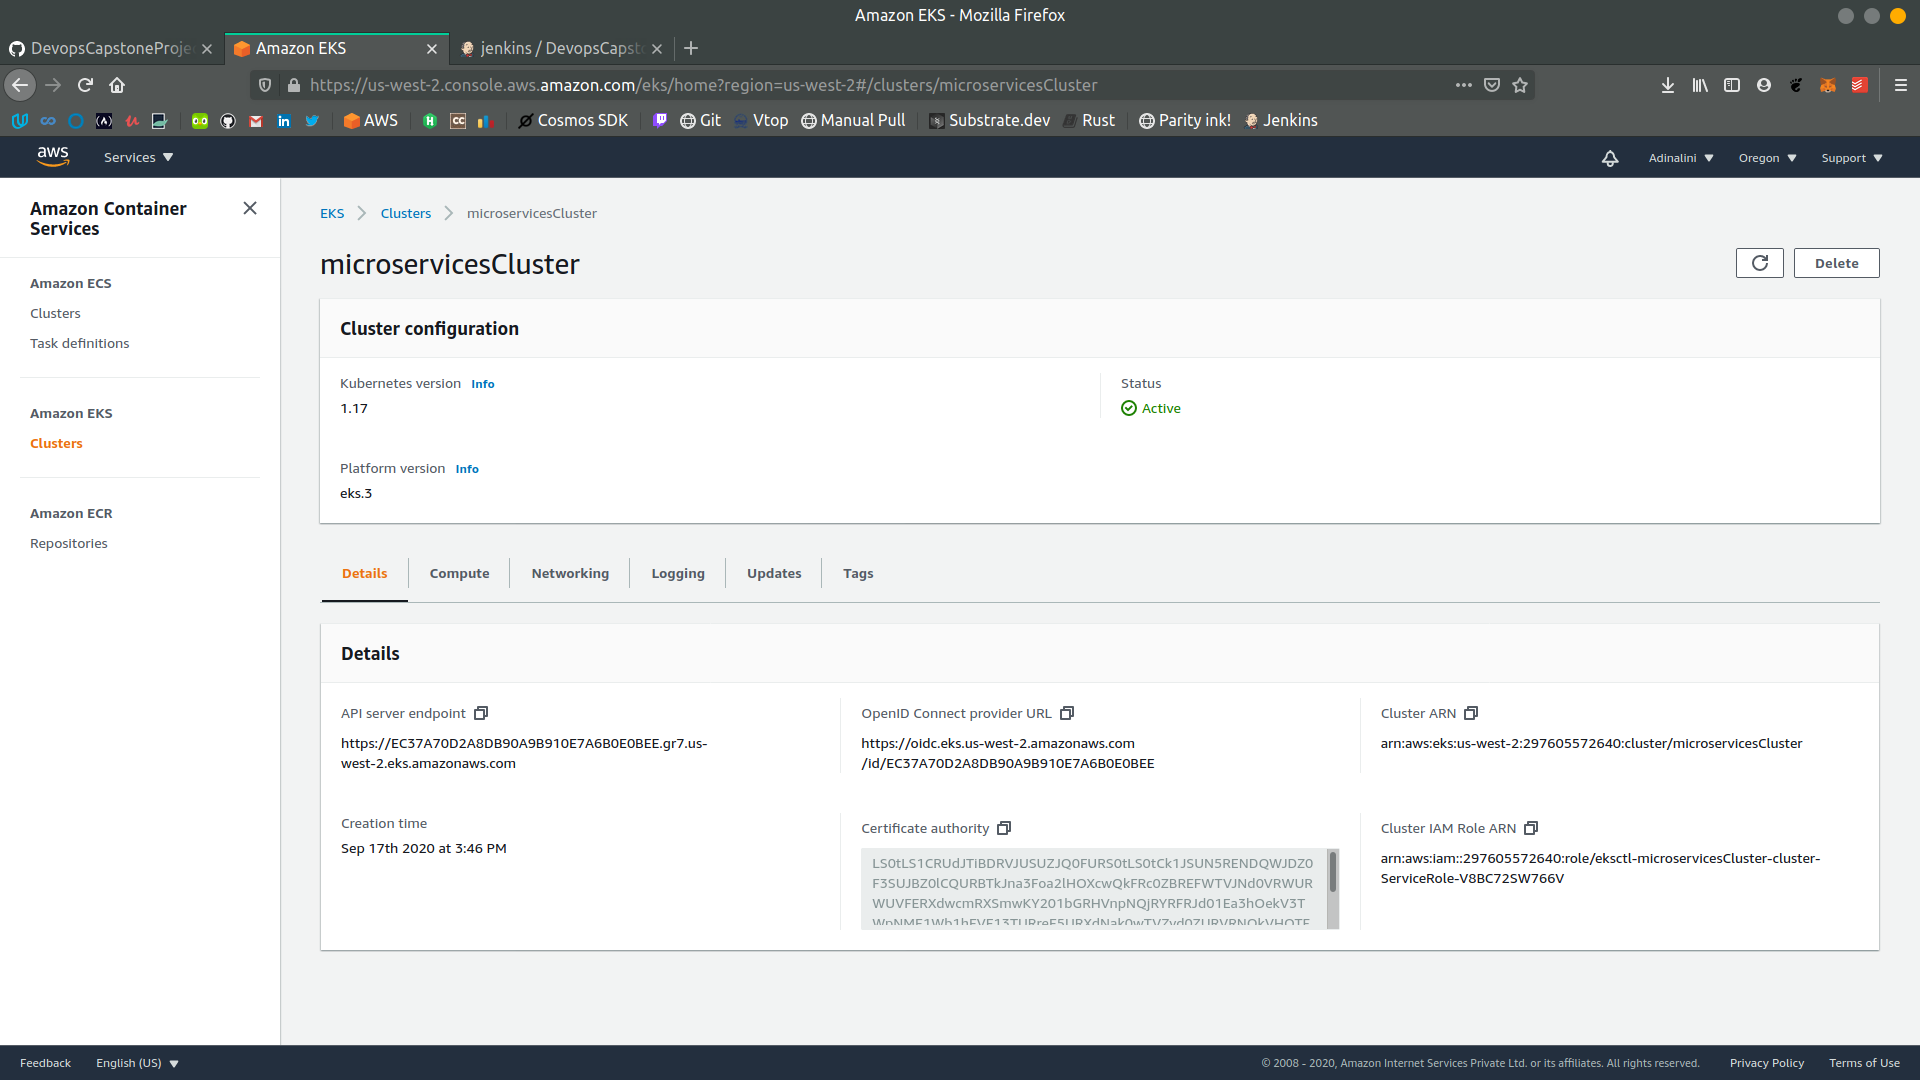 Amazon EKS - Mozilla Firefox
DevopsCapstoneProje
Amazon EKS
jenkins / DevopsCapst
https://us-west-2.console.aws.amazon.com/eks/home?region=us-west-2#/clusters/microservicesCluster
AWS
Cosmos SDK
Git
Vtop
Manual Pull
Substrate.dev
Rust
Parity ink!
Jenkins
aws
Services
Adinalini
Oregon
Support
Amazon Container
Services
Amazon ECS
Clusters
Task definitions
Amazon EKS
Clusters
Amazon ECR
Repositories
EKS
Clusters
microservicesCluster
microservicesCluster
Delete
Cluster configuration
Kubernetes version Info
1.17
Status
Active
Platform version Info
eks.3
Details
Compute
Networking
Logging
Updates
Tags
Details
API server endpoint
https://EC37A70D2A8DB90A9B910E7A6B0E0BEE.gr7.us-
west-2.eks.amazonaws.com
OpenID Connect provider URL
https://oidc.eks.us-west-2.amazonaws.com
/id/EC37A70D2A8DB90A9B910E7A6B0E0BEE
Cluster ARN
arn:aws:eks:us-west-2:297605572640:cluster/microservicesCluster
Creation time
Sep 17th 2020 at 3:46 PM
Certificate authority
LS0tLS1CRUdJTiBDRVJUSUZJQ0FURS0tLS0tCk1JSUN5RENDQWJDZ0
F3SUJBZ0lCQURBTkJna3Foa2lHOXcwQkFRc0ZBREFWTVJNd0VRWUR
WUVFERXdwcmRXSmwKY201bGRHVnpNQjRYRFRJd01Ea3hOekV3T
Cluster IAM Role ARN
arn:aws:iam::297605572640:role/eksctl-microservicesCluster-cluster-
ServiceRole-V8BC72SW766V
Feedback
English (US)
© 2008 - 2020, Amazon Internet Services Private Ltd. or its affiliates. All rights reserved.
Privacy Policy
Terms of Use